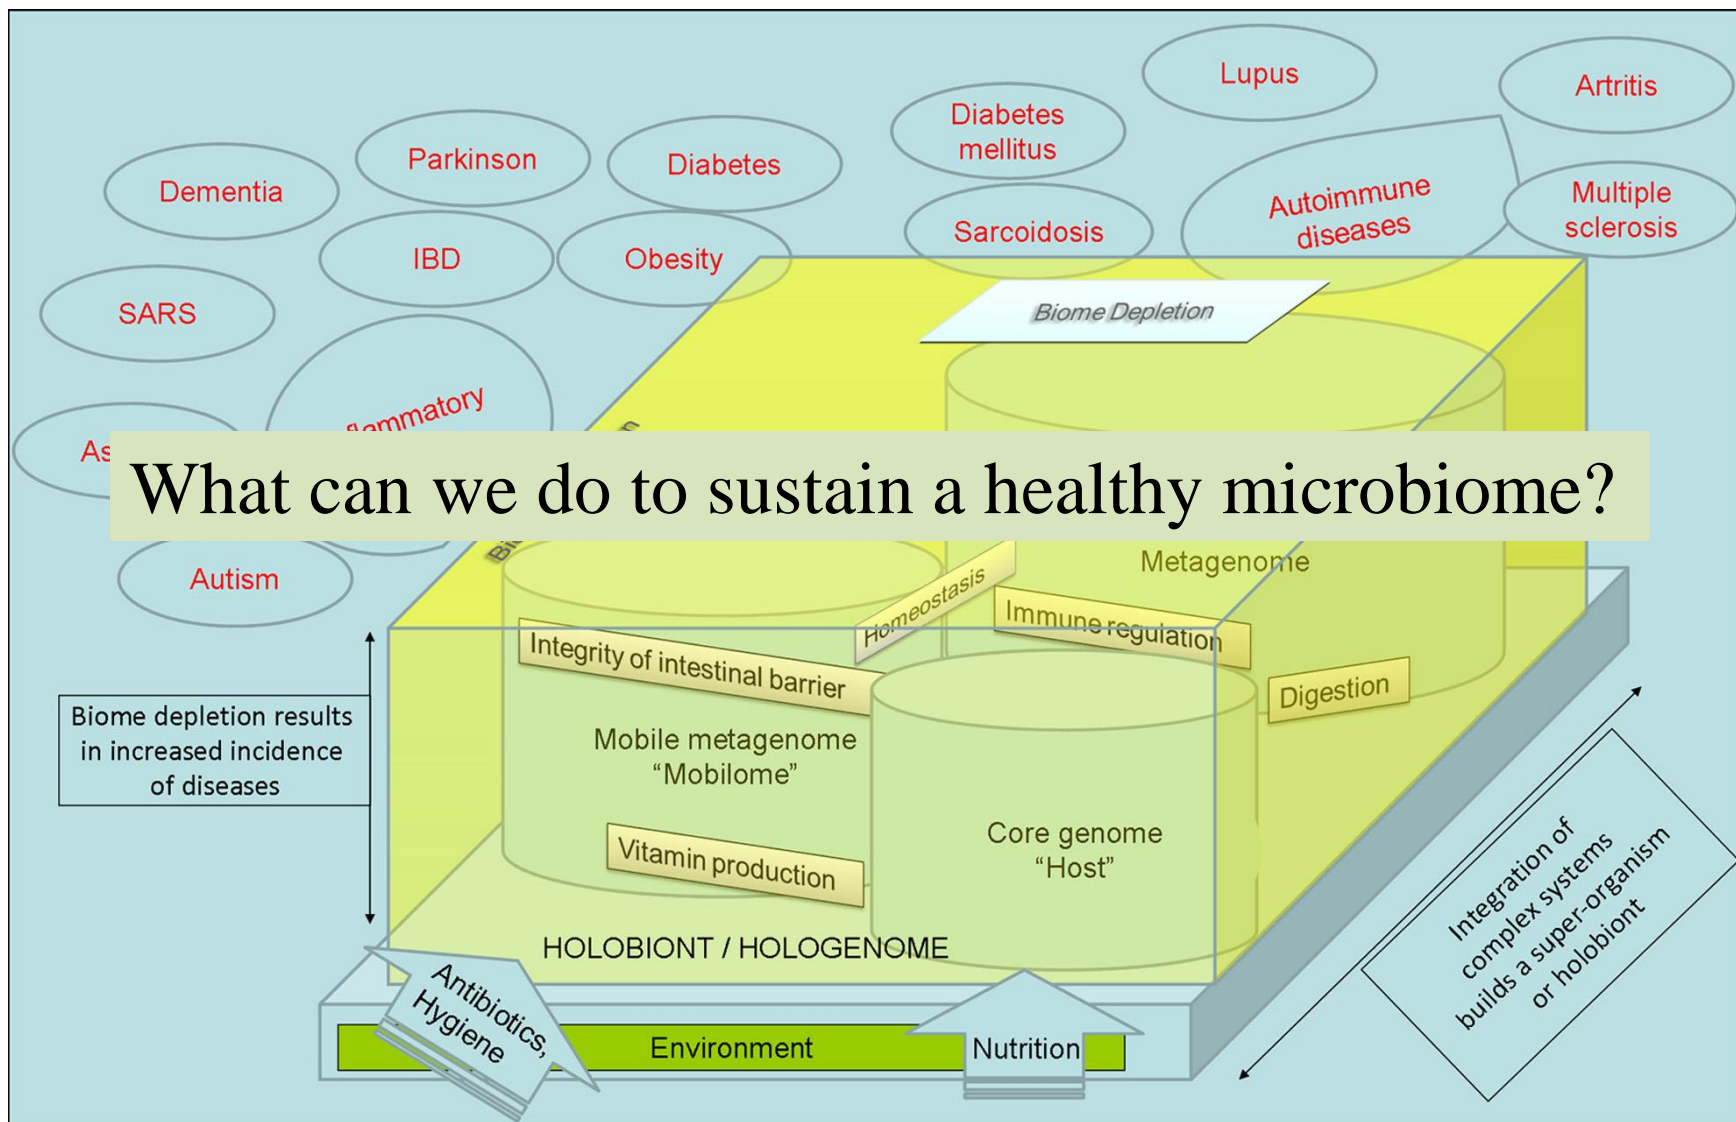 Lupus
Artritis
Diabetes
mellitus
Parkinson
Diabetes
Dementia
Autoimmune
diseases
Multiple
sclerosis
Sarcoidosis
IBD
Obesity
SARS
Biome Depletion
What can we do to sustain a healthy microbiome?
Autism
Metagenome
Homeostasis
Immune regulation
Integrity of intestinal barrier
Digestion
Biome depletion results
in increased incidence
of diseases
Mobile metagenome
“Mobilome”
Core genome
“Host”
Vitamin production
Integration of
complex systems
builds a super-organism
or holobiont
HOLOBIONT / HOLOGENOME
Antibiotics,
Hygiene
Environment
Nutrition